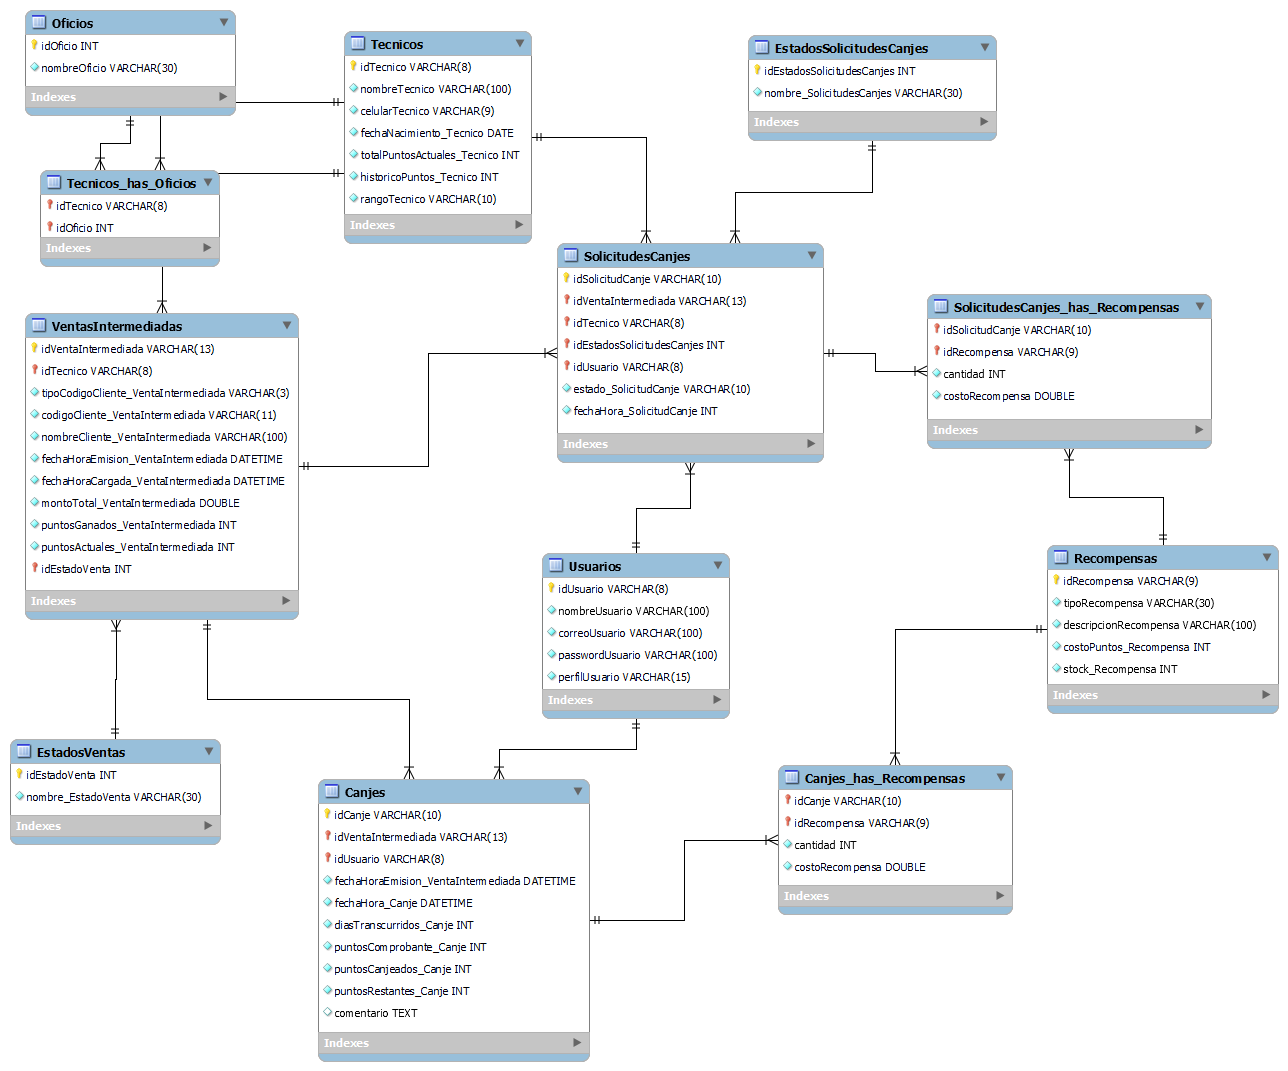 Oficios
idOficio INT
nombreOficio VARCHAR(30)
Indexes
Tecnicos
idTecnico VARCHAR(8)
nombreTecnico VARCHAR(100)
celularTecnico VARCHAR(9)
fechaNacimiento_Tecnico DATE
totalPuntosActuales_Tecnico INT
historicoPuntos_Tecnico INT
rangoTecnico VARCHAR(10)
Indexes
EstadosSolicitudesCanjes
idEstadosSolicitudesCanjes INT
nombre_SolicitudesCanjes VARCHAR(30)
Indexes
Tecnicos_has_Oficios
idTecnico VARCHAR(8)
idOficio INT
Indexes
SolicitudesCanjes
idSolicitudCanje VARCHAR(10)
idVentaIntermediada VARCHAR(13)
idTecnico VARCHAR(8)
idEstadosSolicitudesCanjes INT
idUsuario VARCHAR(8)
estado_SolicitudCanje VARCHAR(10)
fechaHora_SolicitudCanje INT
Indexes
SolicitudesCanjes_has_Recompensas
idSolicitudCanje VARCHAR(10)
idRecompensa VARCHAR(9)
cantidad INT
costoRecompensa DOUBLE
Indexes
VentasIntermediadas
idVentaIntermediada VARCHAR(13)
idTecnico VARCHAR(8)
tipoCodigoCliente_VentaIntermediada VARCHAR(3)
codigoCliente_VentaIntermediada VARCHAR(11)
nombreCliente_VentaIntermediada VARCHAR(100)
fechaHoraEmision_VentaIntermediada DATETIME
fechaHoraCargada_VentaIntermediada DATETIME
montoTotal_VentaIntermediada DOUBLE
puntosGanados_VentaIntermediada INT
puntosActuales_VentaIntermediada INT
idEstadoVenta INT
Indexes
Usuarios
idUsuario VARCHAR(8)
nombreUsuario VARCHAR(100)
correoUsuario VARCHAR(100)
passwordUsuario VARCHAR(100)
perfilUsuario VARCHAR(15)
Indexes
Recompensas
idRecompensa VARCHAR(9)
tipoRecompensa VARCHAR(30)
descripcionRecompensa VARCHAR(100)
costoPuntos_Recompensa INT
stock_Recompensa INT
Indexes
EstadosVentas
idEstadoVenta INT
nombre_EstadoVenta VARCHAR(30)
Indexes
Canjes
idCanje VARCHAR(10)
idVentaIntermediada VARCHAR(13)
idUsuario VARCHAR(8)
fechaHoraEmision_VentaIntermediada DATETIME
fechaHora_Canje DATETIME
diasTranscurridos_Canje INT
puntosComprobante_Canje INT
puntosCanjeados_Canje INT
puntosRestantes_Canje INT
comentario TEXT
Indexes
Canjes_has_Recompensas
idCanje VARCHAR(10)
idRecompensa VARCHAR(9)
cantidad INT
costoRecompensa DOUBLE
Indexes